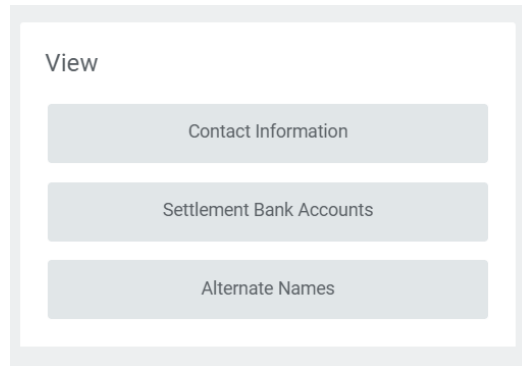 View
Contact Information
Settlement Bank Accounts
Alternate Names